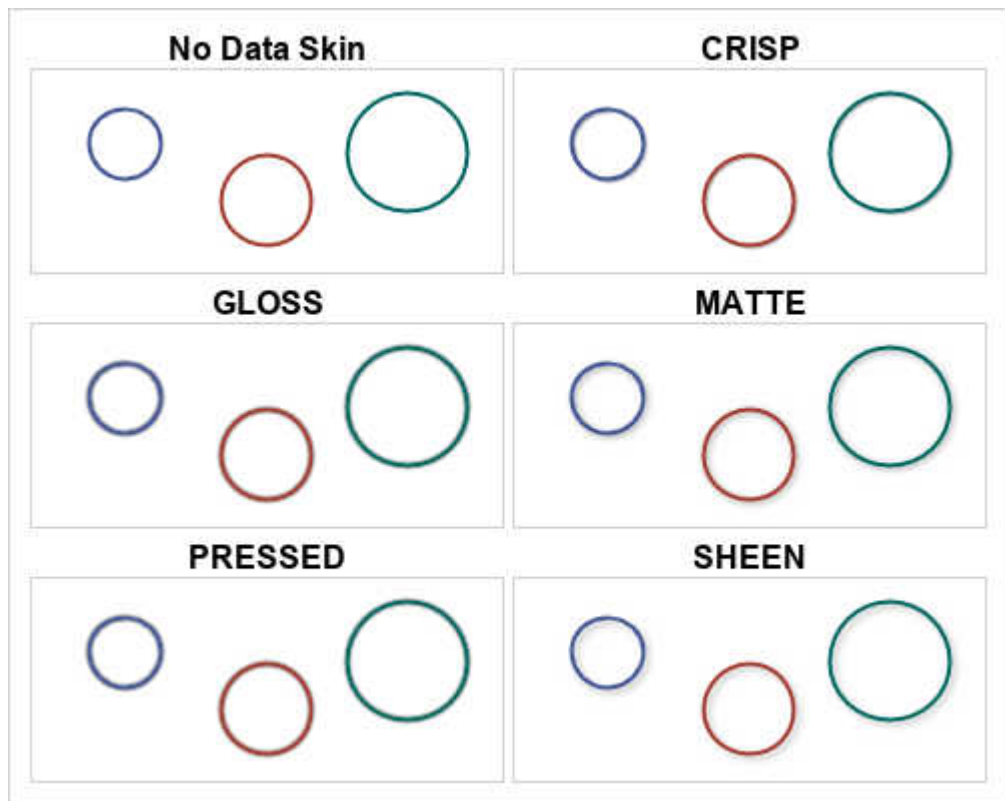 No Data Skin
CRISP
GLOSS
MATTE
PRESSED
SHEEN